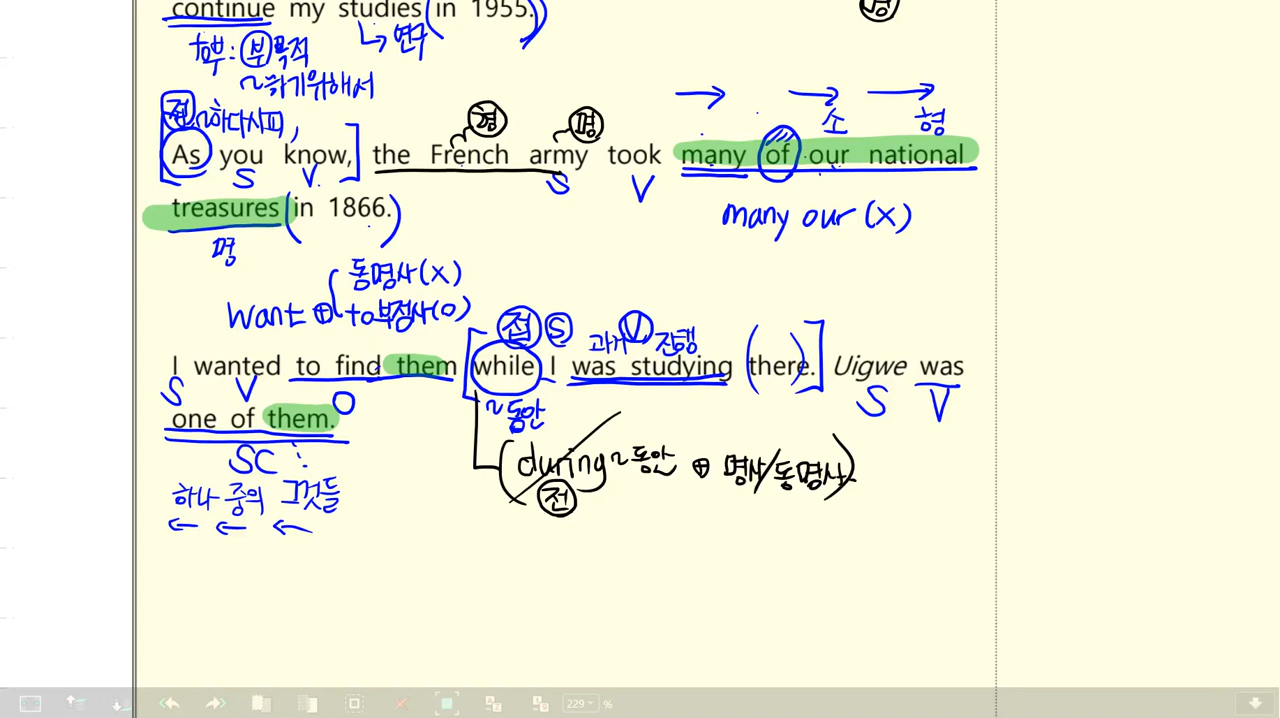 continue my studies (in 1955.)
명
to부 : 부 목적
↳ 연구
~하기위해서
접 ~하다시피,
형
명
→ → →
소 형
[As you know,] the French army took many of our national
S V S V
treasures (in 1866.)
many our (X)
명
동명사(X)
want ⊕ to부정사(O)
접 S 과거 V 진행
I wanted to find them [while I was studying (there.)] Uigwe was
S V O ~동안 S V
one of them.
SC
(during ~동안 ⊕ 명사/동명사)
전
하나 중의 그것들
← ← ←
229 %